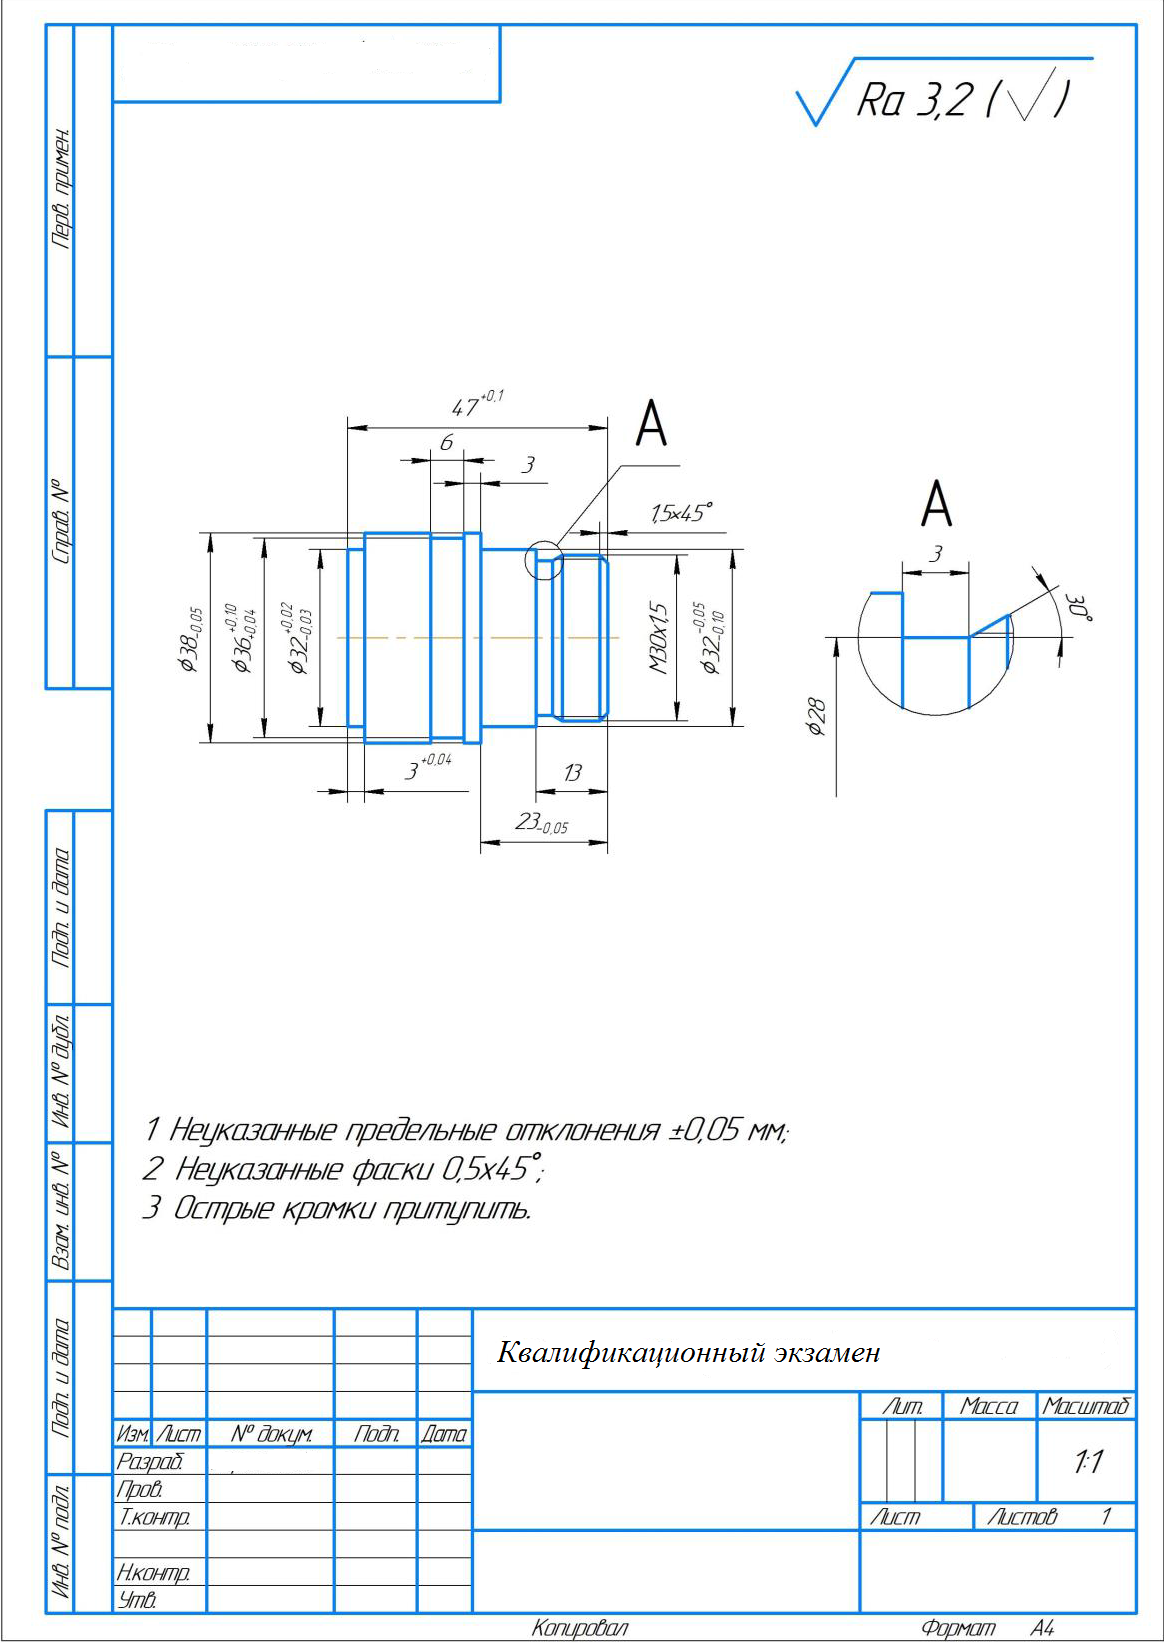 Перв. примен.
Справ. №
Подп. и дата
Инв. № дубл.
Взам. инв. №
Подп. и дата
Инв. № подл.
Ra 3,2 (√)
47+0,1
А
6
3
1,5×45°
А
3
30°
ϕ38-0,05
ϕ36+0,10 +0,04
ϕ32+0,02 -0,03
М30х1,5
ϕ32-0,05 -0,10
ϕ28
3+0,04
13
23-0,05
1 Неуказанные предельные отклонения ±0,05 мм;
2 Неуказанные фаски 0,5х45°;
3 Острые кромки притупить.
Квалификационный экзамен
Лит. Масса Масштаб
Изм. Лист № докум. Подп. Дата
Разраб.
1:1
Пров.
Т.контр.
Лист Листов 1
Н.контр.
Утв.
Копировал Формат А4